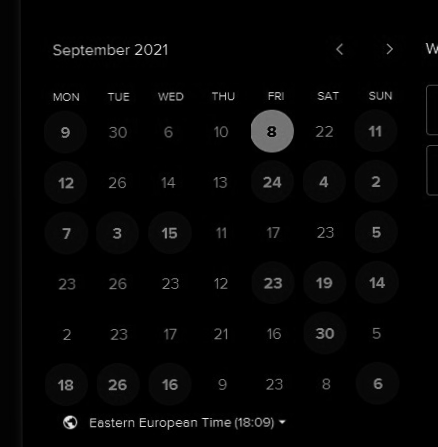 September 2021 < > W
MON TUE WED THU FRI SAT SUN
9 30 6 10 8 22 11
12 26 14 13 24 4 2
7 3 15 11 17 23 5
23 26 23 12 23 19 14
2 23 17 21 16 30 5
18 26 16 9 23 8 6
Eastern European Time (18:09)